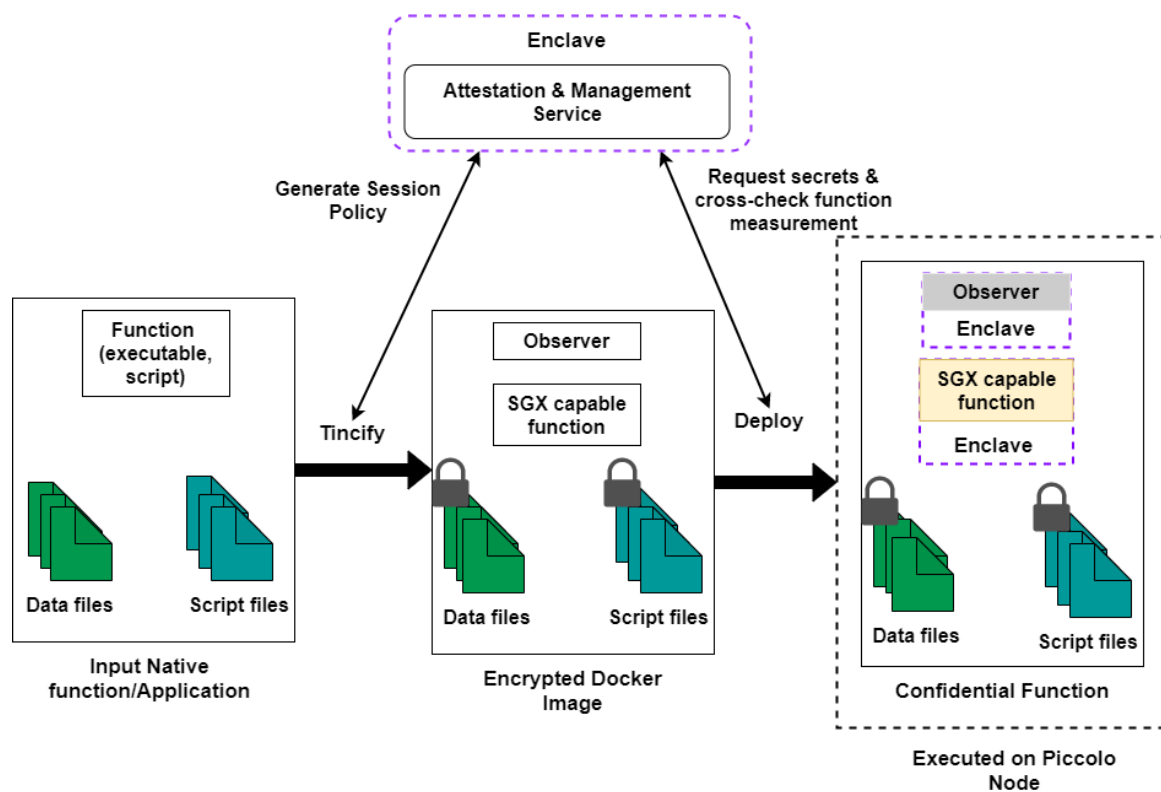 Enclave
Attestation & Management
Service
Generate Session
Policy
Request secrets &
cross-check function
measurement
Function
(executable,
script)
Data files
Script files
Input Native
function/Application
Tincify
Observer
SGX capable
function
Data files
Script files
Encrypted Docker
Image
Deploy
Observer
Enclave
SGX capable
function
Enclave
Data files
Script files
Confidential Function
Executed on Piccolo
Node